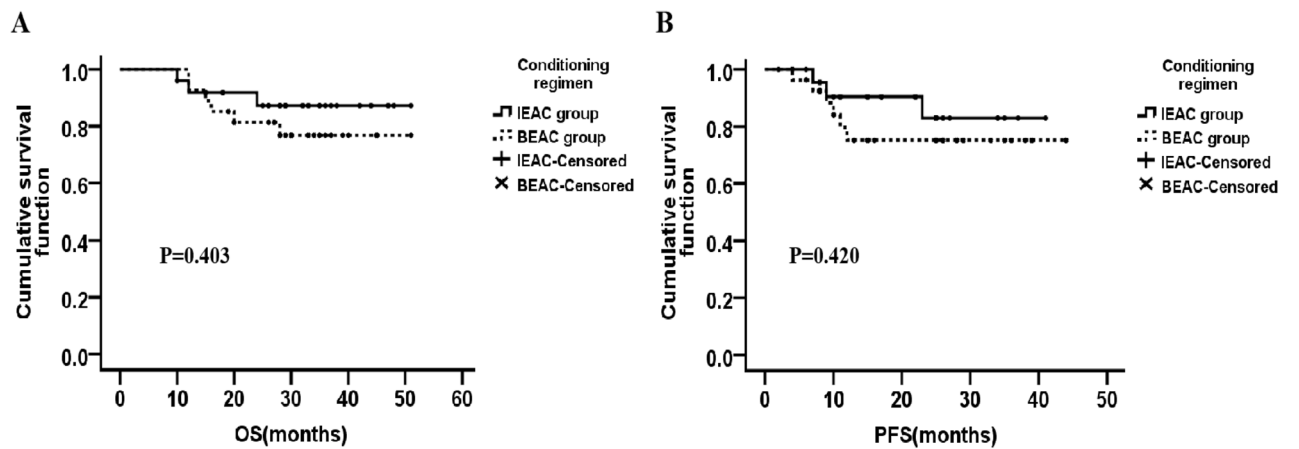 A
Cumulative survival
function
1.0
0.8
0.6
0.4
0.2
0.0
P=0.403
0 10 20 30 40 50 60
OS(months)
Conditioning
regimen
IEAC group
BEAC group
IEAC-Censored
BEAC-Censored
B
Cumulative survival
function
1.0
0.8
0.6
0.4
0.2
0.0
P=0.420
0 10 20 30 40 50
PFS(months)
Conditioning
regimen
IEAC group
BEAC group
IEAC-Censored
BEAC-Censored